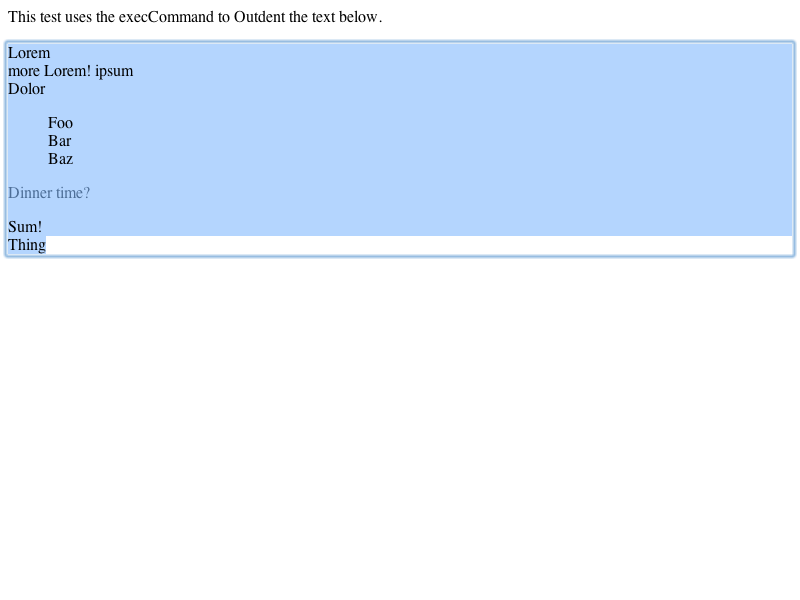 This test uses the execCommand to Outdent the text below.
Lorem
more Lorem! ipsum
Dolor
Foo
Bar
Baz
Dinner time?
Sum!
Thing